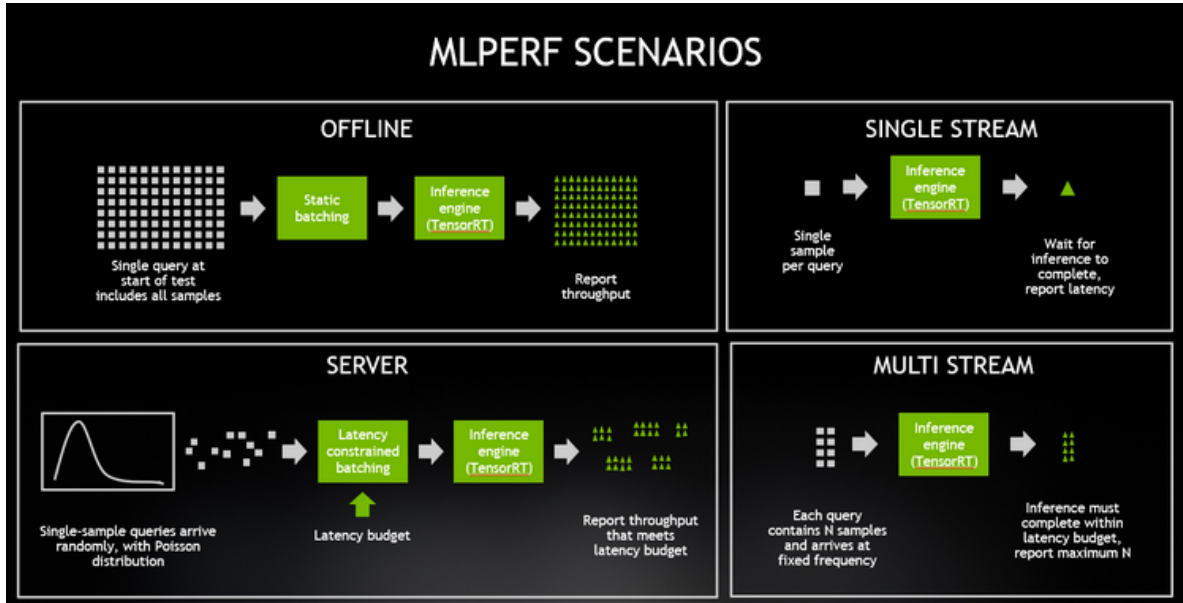 MLPERF SCENARIOS
OFFLINE
Static
batching
Inference
engine
(TensorRT)
Single query at
start of test
includes all samples
Report
throughput
SINGLE STREAM
Inference
engine
(TensorRT)
Single
sample
per query
Wait for
inference to
complete,
report latency
SERVER
Latency
constrained
batching
Inference
engine
(TensorRT)
Single-sample queries arrive
randomly, with Poisson
distribution
Latency budget
Report throughput
that meets
latency budget
MULTI STREAM
Inference
engine
(TensorRT)
Each query
contains N samples
and arrives at
fixed frequency
Inference must
complete within
latency budget,
report maximum N